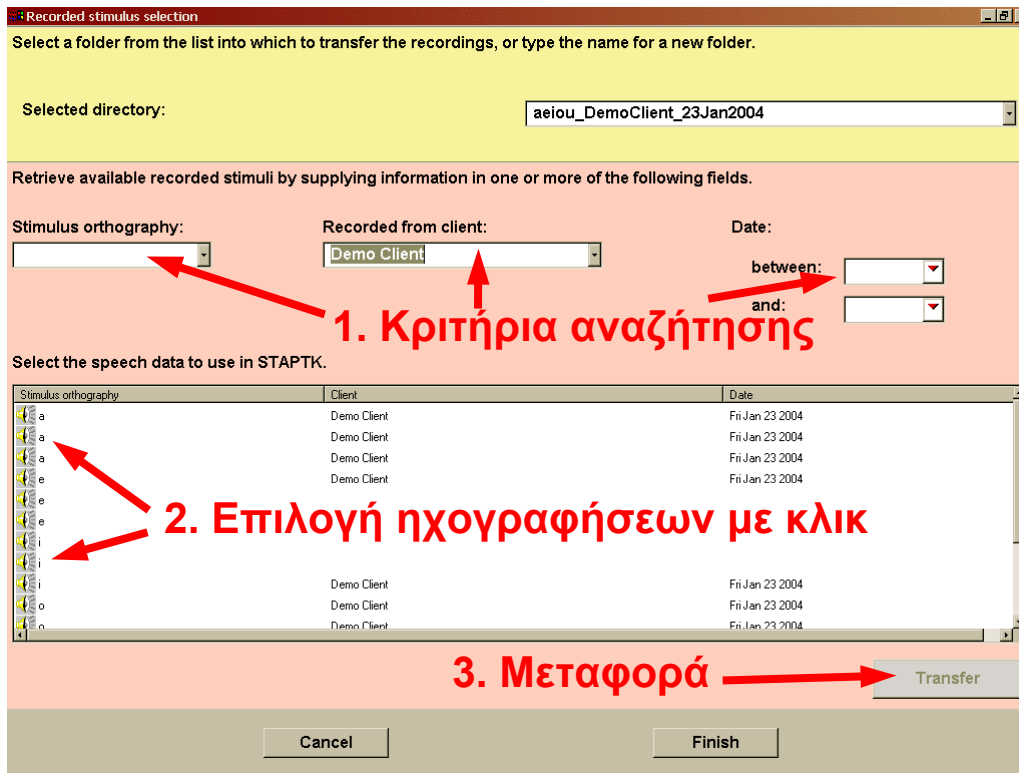 Recorded stimulus selection
Select a folder from the list into which to transfer the recordings, or type the name for a new folder.
Selected directory:
aeiou_DemoClient_23Jan2004
Retrieve available recorded stimuli by supplying information in one or more of the following fields.
Stimulus orthography: Recorded from client: Date:
Demo Client
between:
and:
1. Κριτήρια αναζήτησης
Select the speech data to use in STAPTK.
Stimulus orthography Client Date
a Demo Client Fri Jan 23 2004
a Demo Client Fri Jan 23 2004
a Demo Client Fri Jan 23 2004
e Demo Client Fri Jan 23 2004
e
2. Επιλογή ηχογραφήσεων με κλικ
e
i
i
i Demo Client Fri Jan 23 2004
o Demo Client Fri Jan 23 2004
o Demo Client Fri Jan 23 2004
3. Μεταφορά
Transfer
Cancel Finish